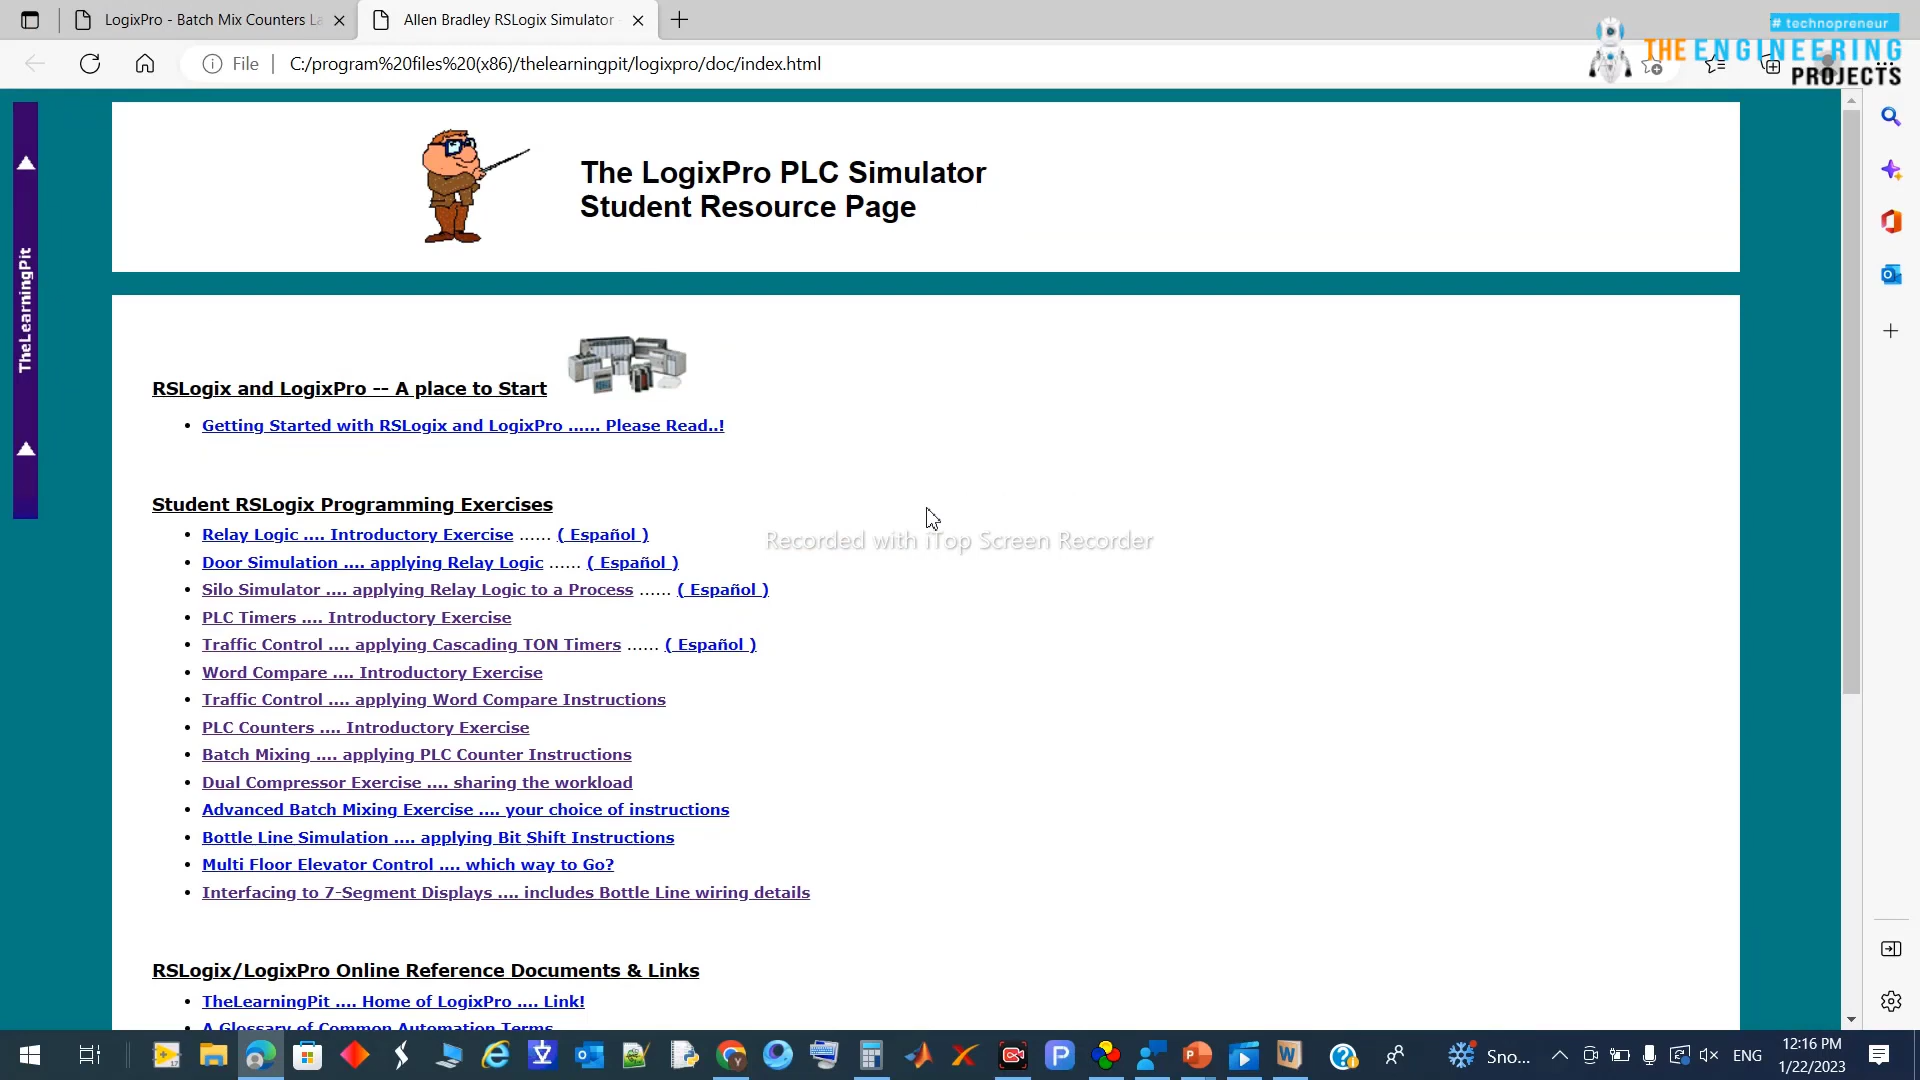 LogixPro - Batch Mix Counters La
Allen Bradley RSLogix Simulator
# technopreneur
THE ENGINEERING
PROJECTS
File
C:/program%20files%20(x86)/thelearningpit/logixpro/doc/index.html
TheLearningPit
The LogixPro PLC Simulator
Student Resource Page
RSLogix and LogixPro -- A place to Start
Getting Started with RSLogix and LogixPro ...... Please Read..!
Student RSLogix Programming Exercises
Relay Logic .... Introductory Exercise ...... ( Español )
Door Simulation .... applying Relay Logic ...... ( Español )
Silo Simulator .... applying Relay Logic to a Process ...... ( Español )
PLC Timers .... Introductory Exercise
Traffic Control .... applying Cascading TON Timers ...... ( Español )
Word Compare .... Introductory Exercise
Traffic Control .... applying Word Compare Instructions
PLC Counters .... Introductory Exercise
Batch Mixing .... applying PLC Counter Instructions
Dual Compressor Exercise .... sharing the workload
Advanced Batch Mixing Exercise .... your choice of instructions
Bottle Line Simulation .... applying Bit Shift Instructions
Multi Floor Elevator Control .... which way to Go?
Interfacing to 7-Segment Displays .... includes Bottle Line wiring details
Recorded with iTop Screen Recorder
RSLogix/LogixPro Online Reference Documents & Links
TheLearningPit .... Home of LogixPro .... Link!
A Glossary of Common Automation Terms
Sno...
ENG
12:16 PM
1/22/2023